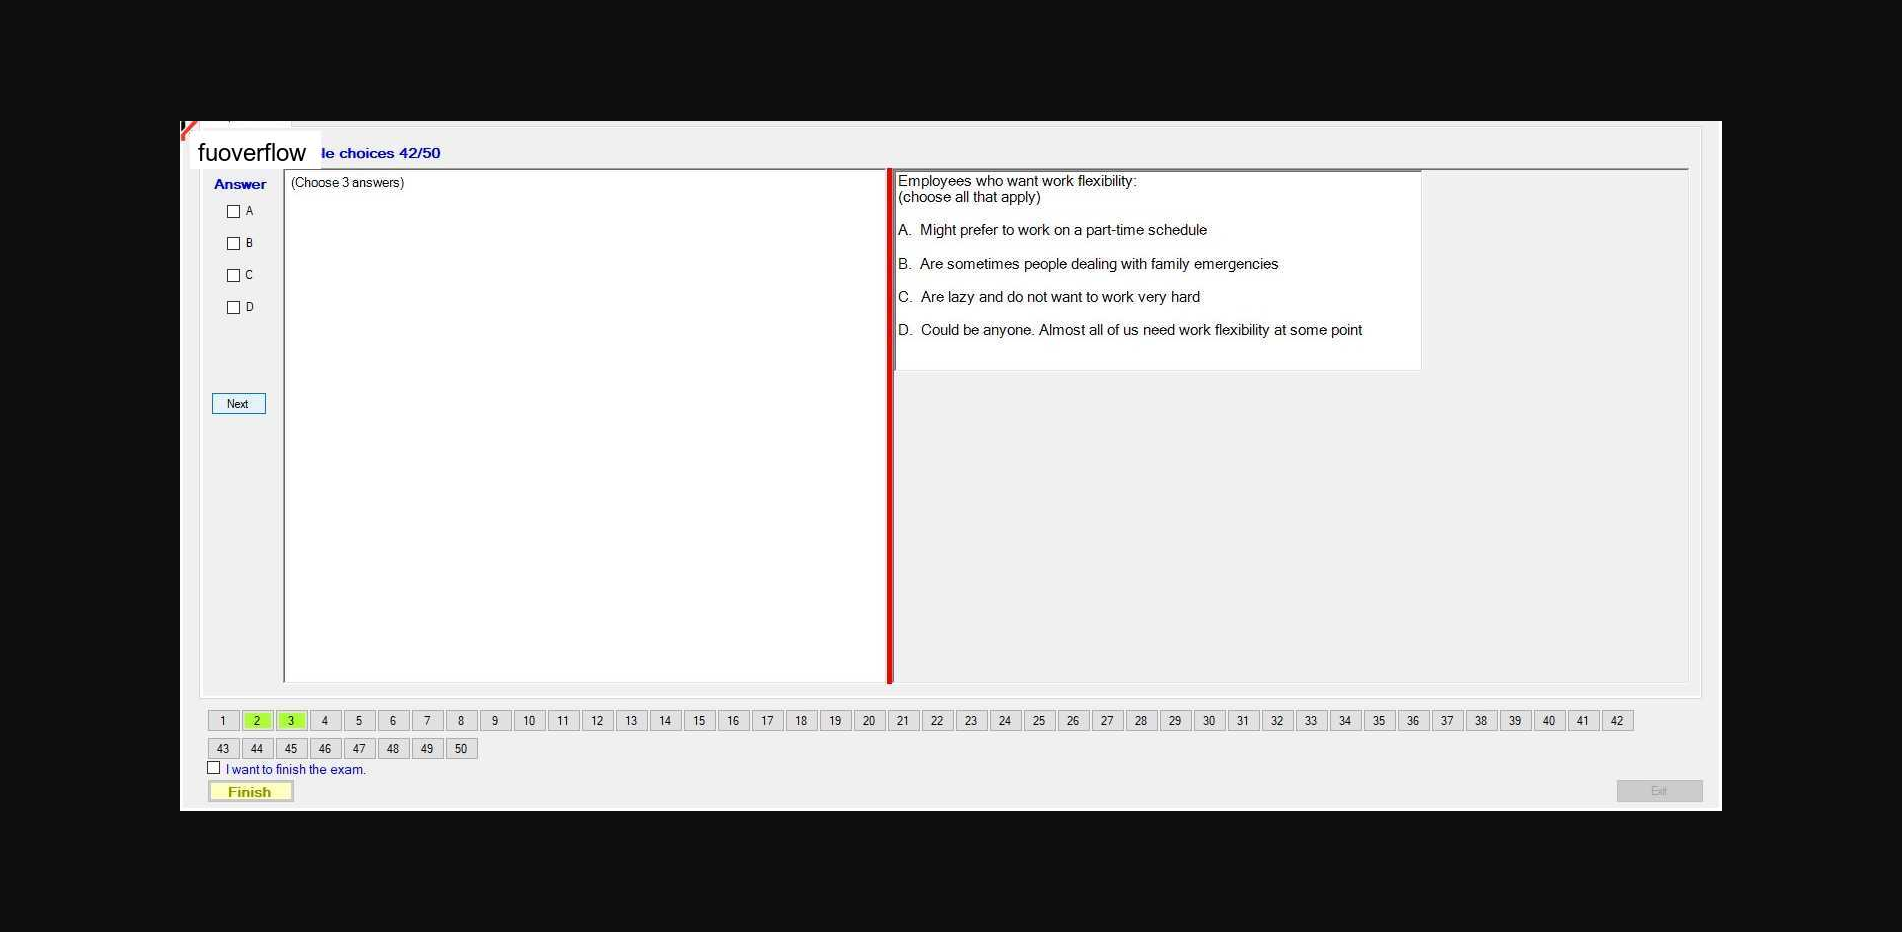 fuoverflow
le choices 42/50
Answer
(Choose 3 answers)
A
B
C
D
Next
Employees who want work flexibility:
(choose all that apply)
A. Might prefer to work on a part-time schedule
B. Are sometimes people dealing with family emergencies
C. Are lazy and do not want to work very hard
D. Could be anyone. Almost all of us need work flexibility at some point
1 2 3 4 5 6 7 8 9 10 11 12 13 14 15 16 17 18 19 20 21 22 23 24 25 26 27 28 29 30 31 32 33 34 35 36 37 38 39 40 41 42
43 44 45 46 47 48 49 50
I want to finish the exam.
Finish
Exit